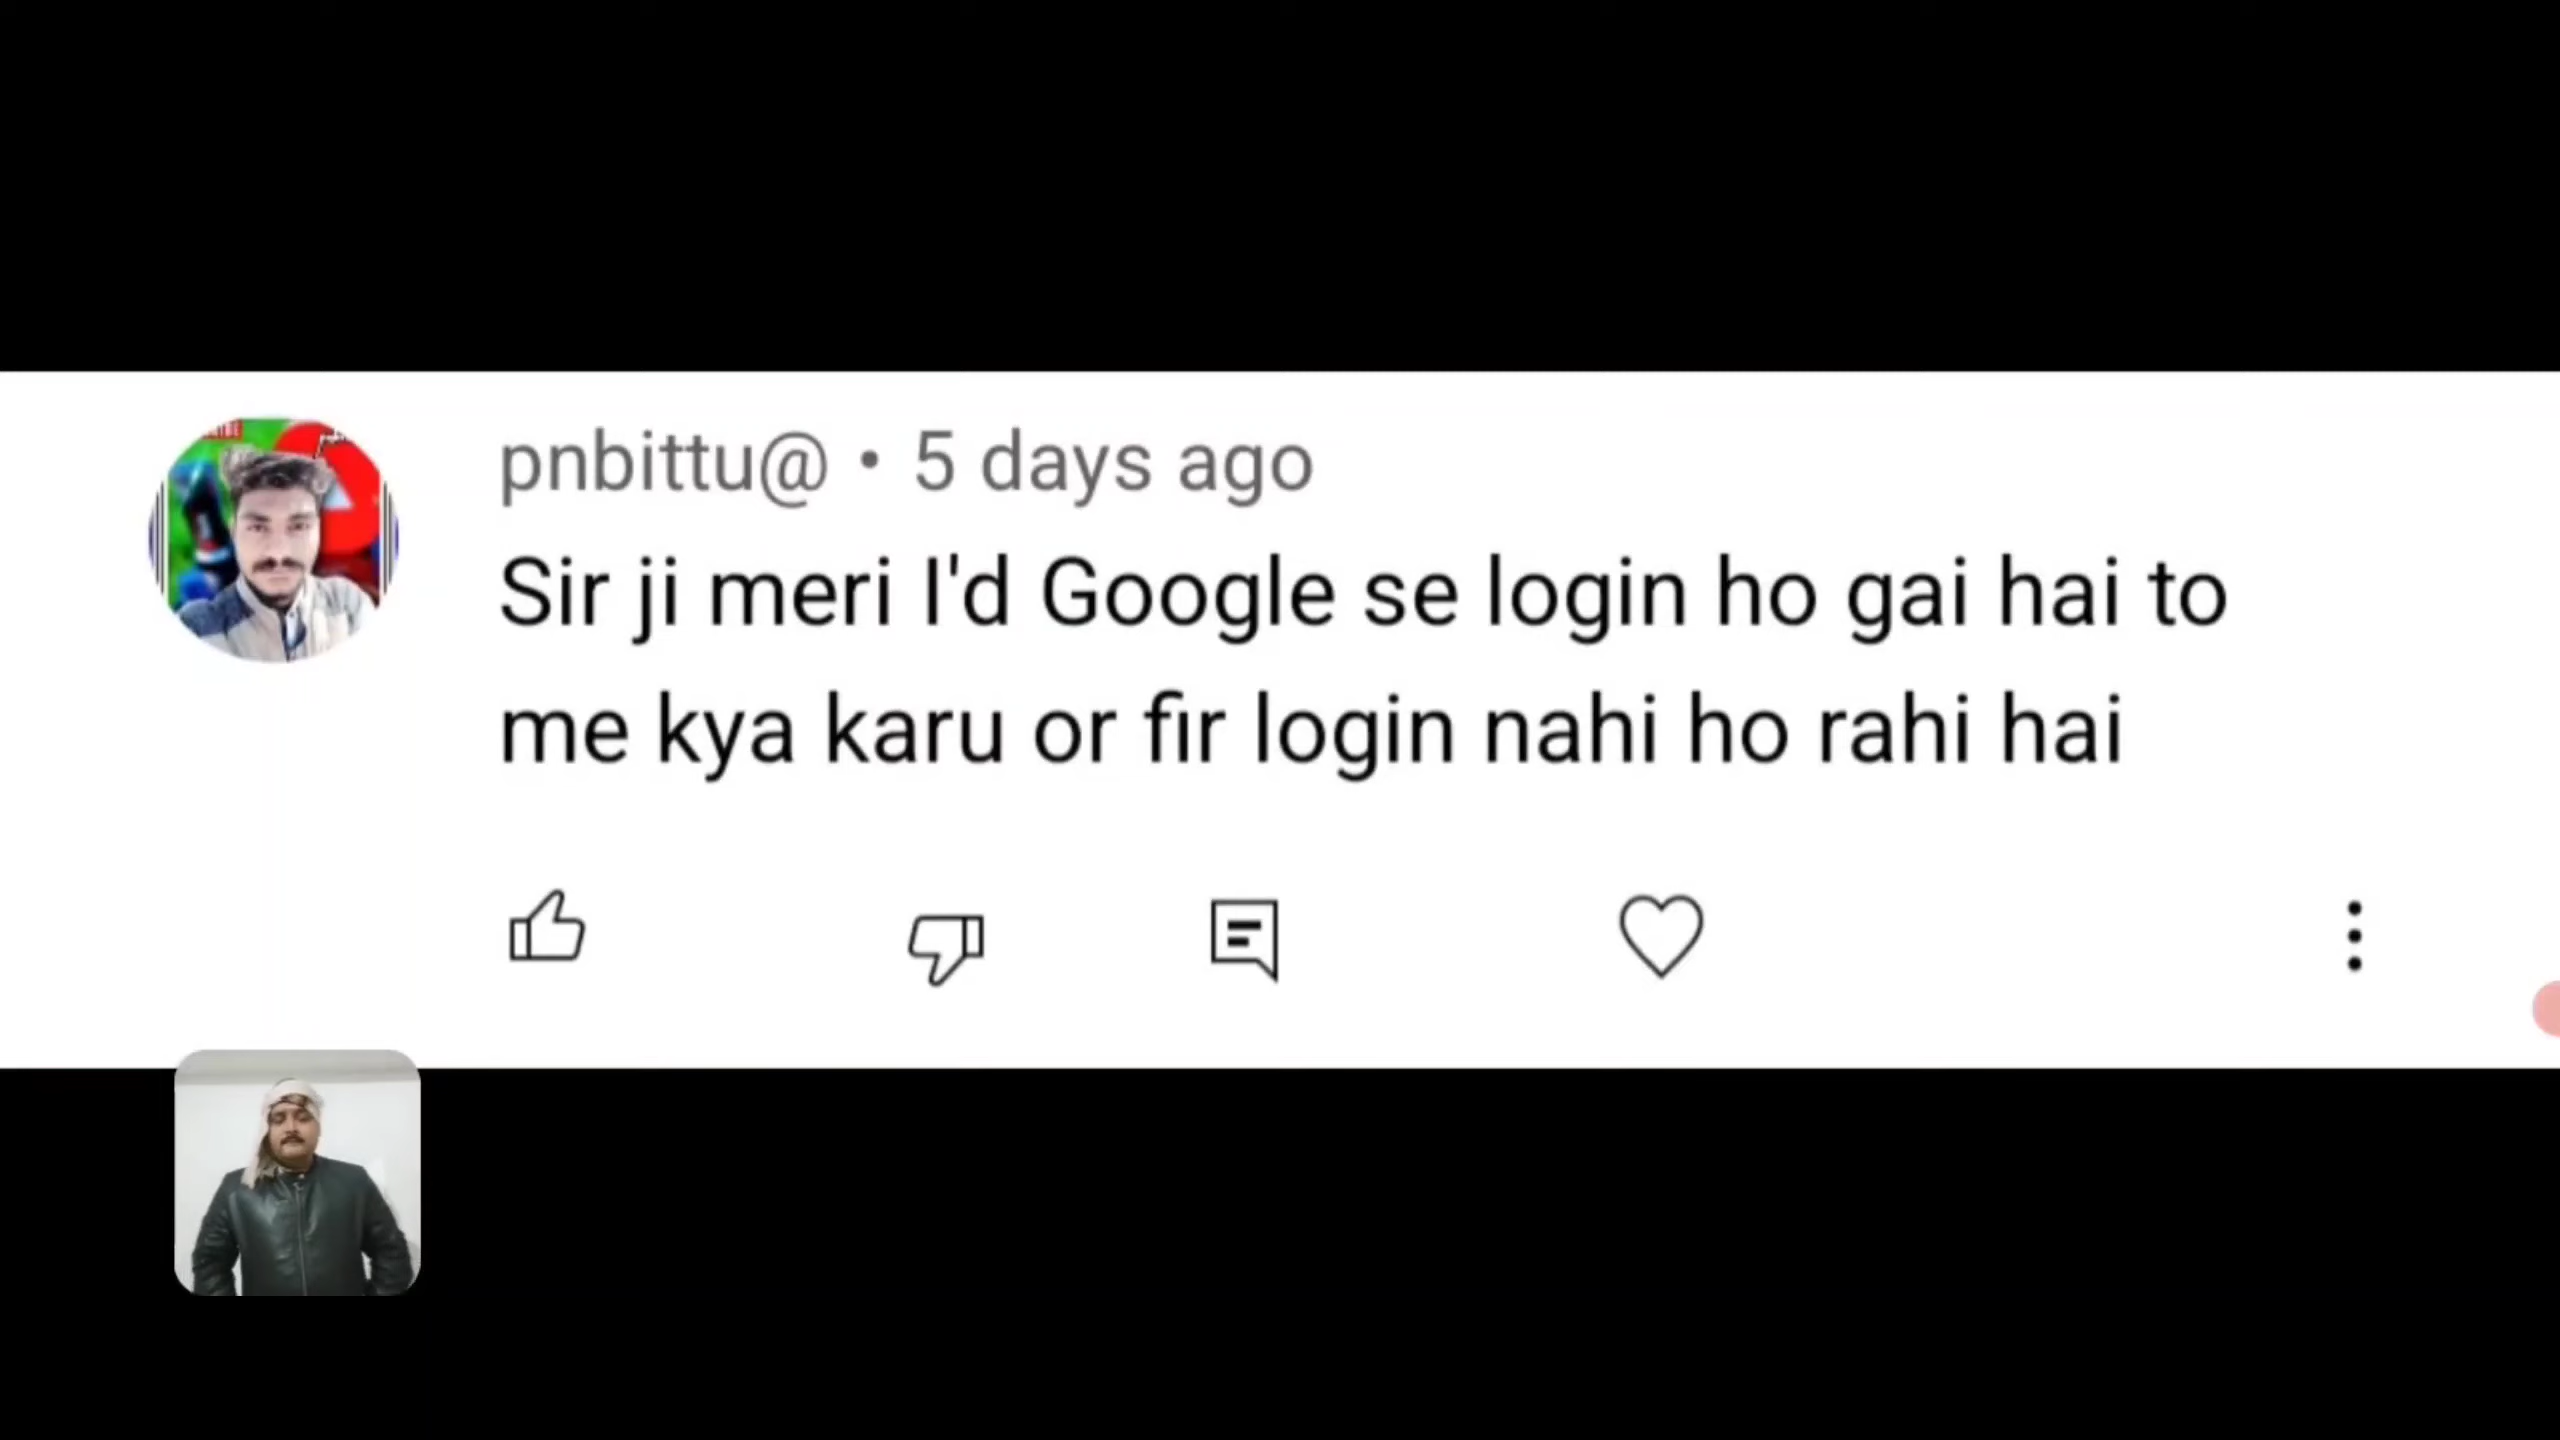 pnbittu@ • 5 days ago
Sir ji meri I'd Google se login ho gai hai to
me kya karu or fir login nahi ho rahi hai